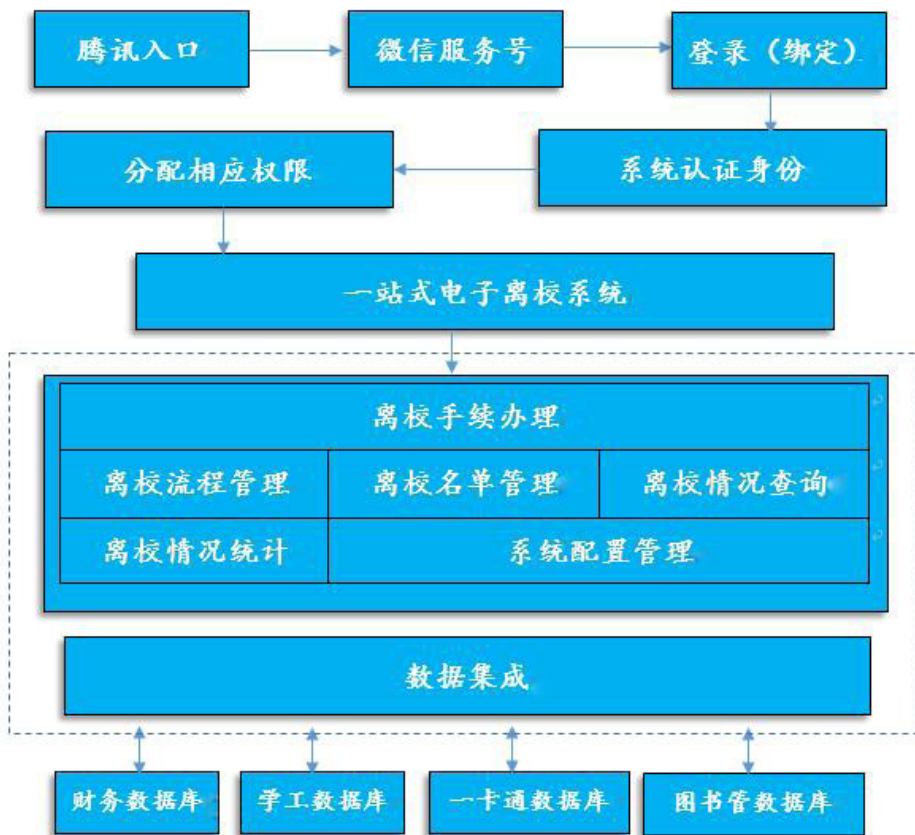 腾讯入口
微信服务号
登录（绑定）
分配相应权限
系统认证身份
一站式电子离校系统
离校手续办理
离校流程管理
离校名单管理
离校情况查询
离校情况统计
系统配置管理
数据集成
财务数据库
学工数据库
一卡通数据库
图书管数据库